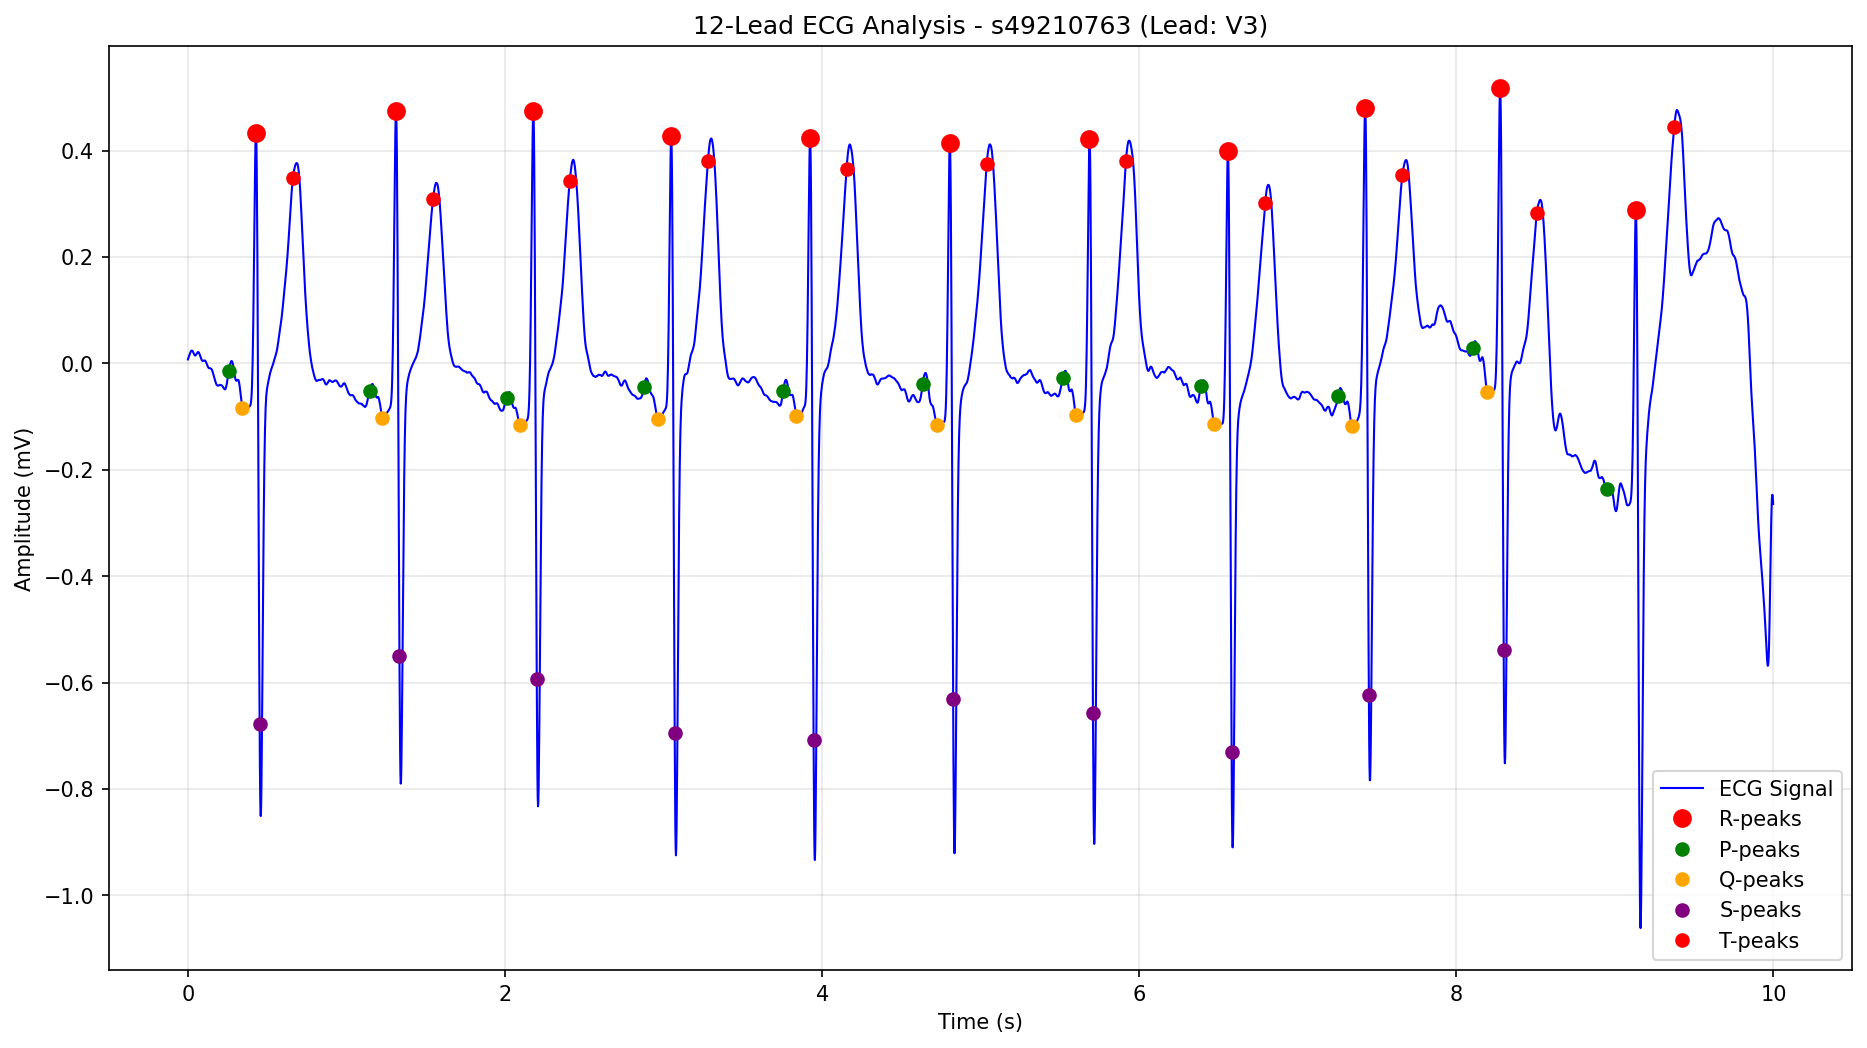 12-Lead ECG Analysis - s49210763 (Lead: V3)
Amplitude (mV)
0.4
0.2
0.0
−0.2
−0.4
−0.6
−0.8
−1.0
0 2 4 6 8 10
Time (s)
ECG Signal
R-peaks
P-peaks
Q-peaks
S-peaks
T-peaks